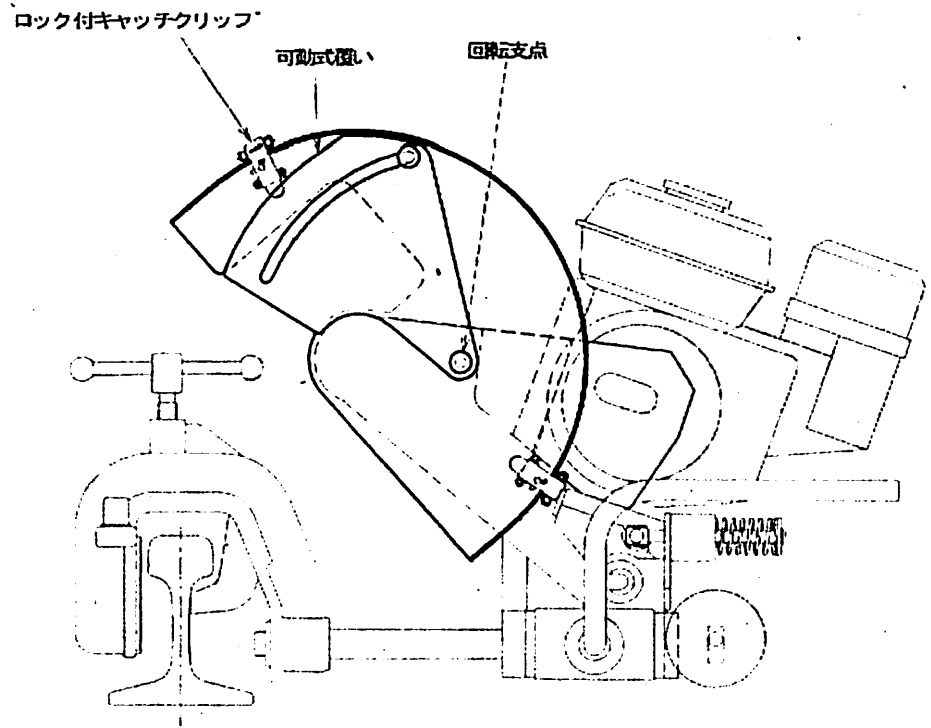 ロック付キャッチクリップ
可動式覆い
回転支点